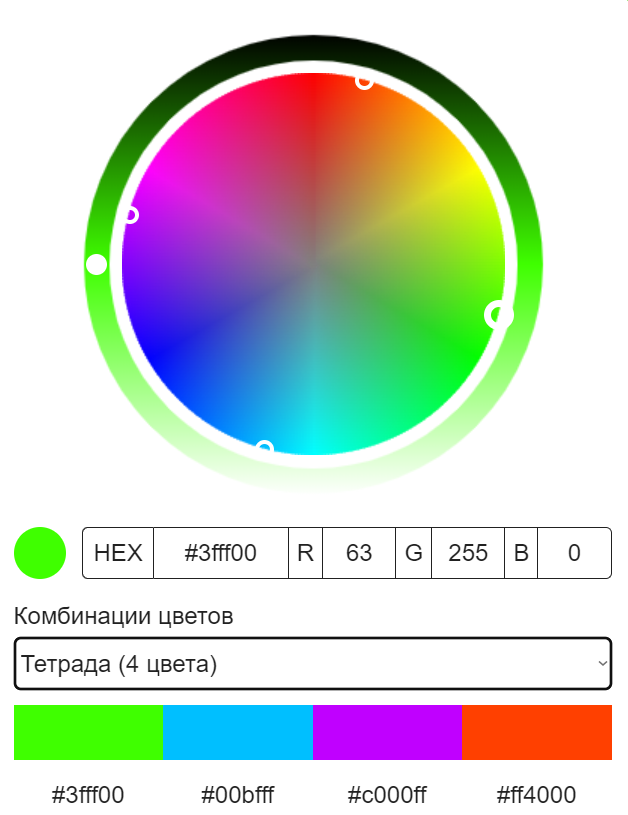 HEX #3fff00 R 63 G 255 B 0
Комбинации цветов
Тетрада (4 цвета)
#3fff00 #00bfff #c000ff #ff4000